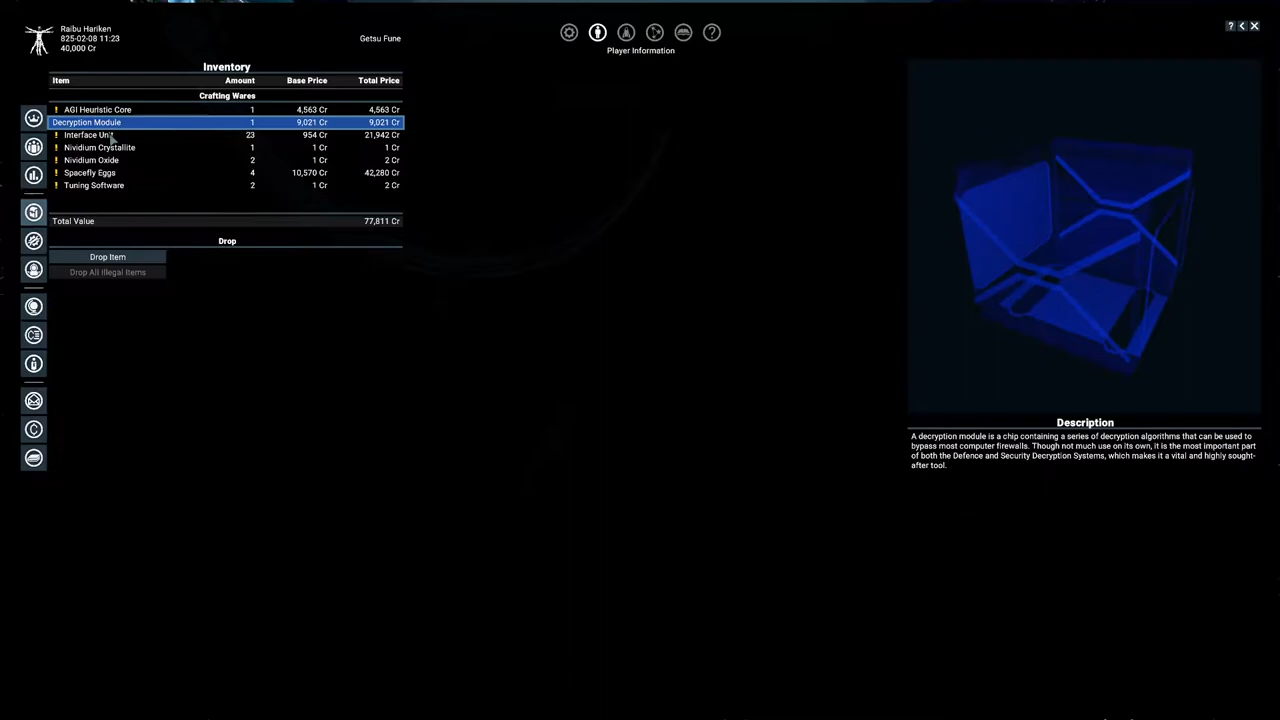 Raibu Hariken
825-02-08 11:23
40,000 Cr
Getsu Fune
Player Information
Inventory
Item Amount Base Price Total Price
Crafting Wares
! AGI Heuristic Core 1 4,563 Cr 4,563 Cr
Decryption Module 1 9,021 Cr 9,021 Cr
! Interface Unit 23 954 Cr 21,942 Cr
! Nividium Crystallite 1 1 Cr 1 Cr
! Nividium Oxide 2 1 Cr 2 Cr
! Spacefly Eggs 4 10,570 Cr 42,280 Cr
! Tuning Software 2 1 Cr 2 Cr
Total Value 77,811 Cr
Drop
Drop Item
Drop All Illegal Items
Description
A decryption module is a chip containing a series of decryption algorithms that can be used to
bypass most computer firewalls. Though not much use on its own, it is the most important part
of both the Defence and Security Decryption Systems, which makes it a vital and highly sought-
after tool.